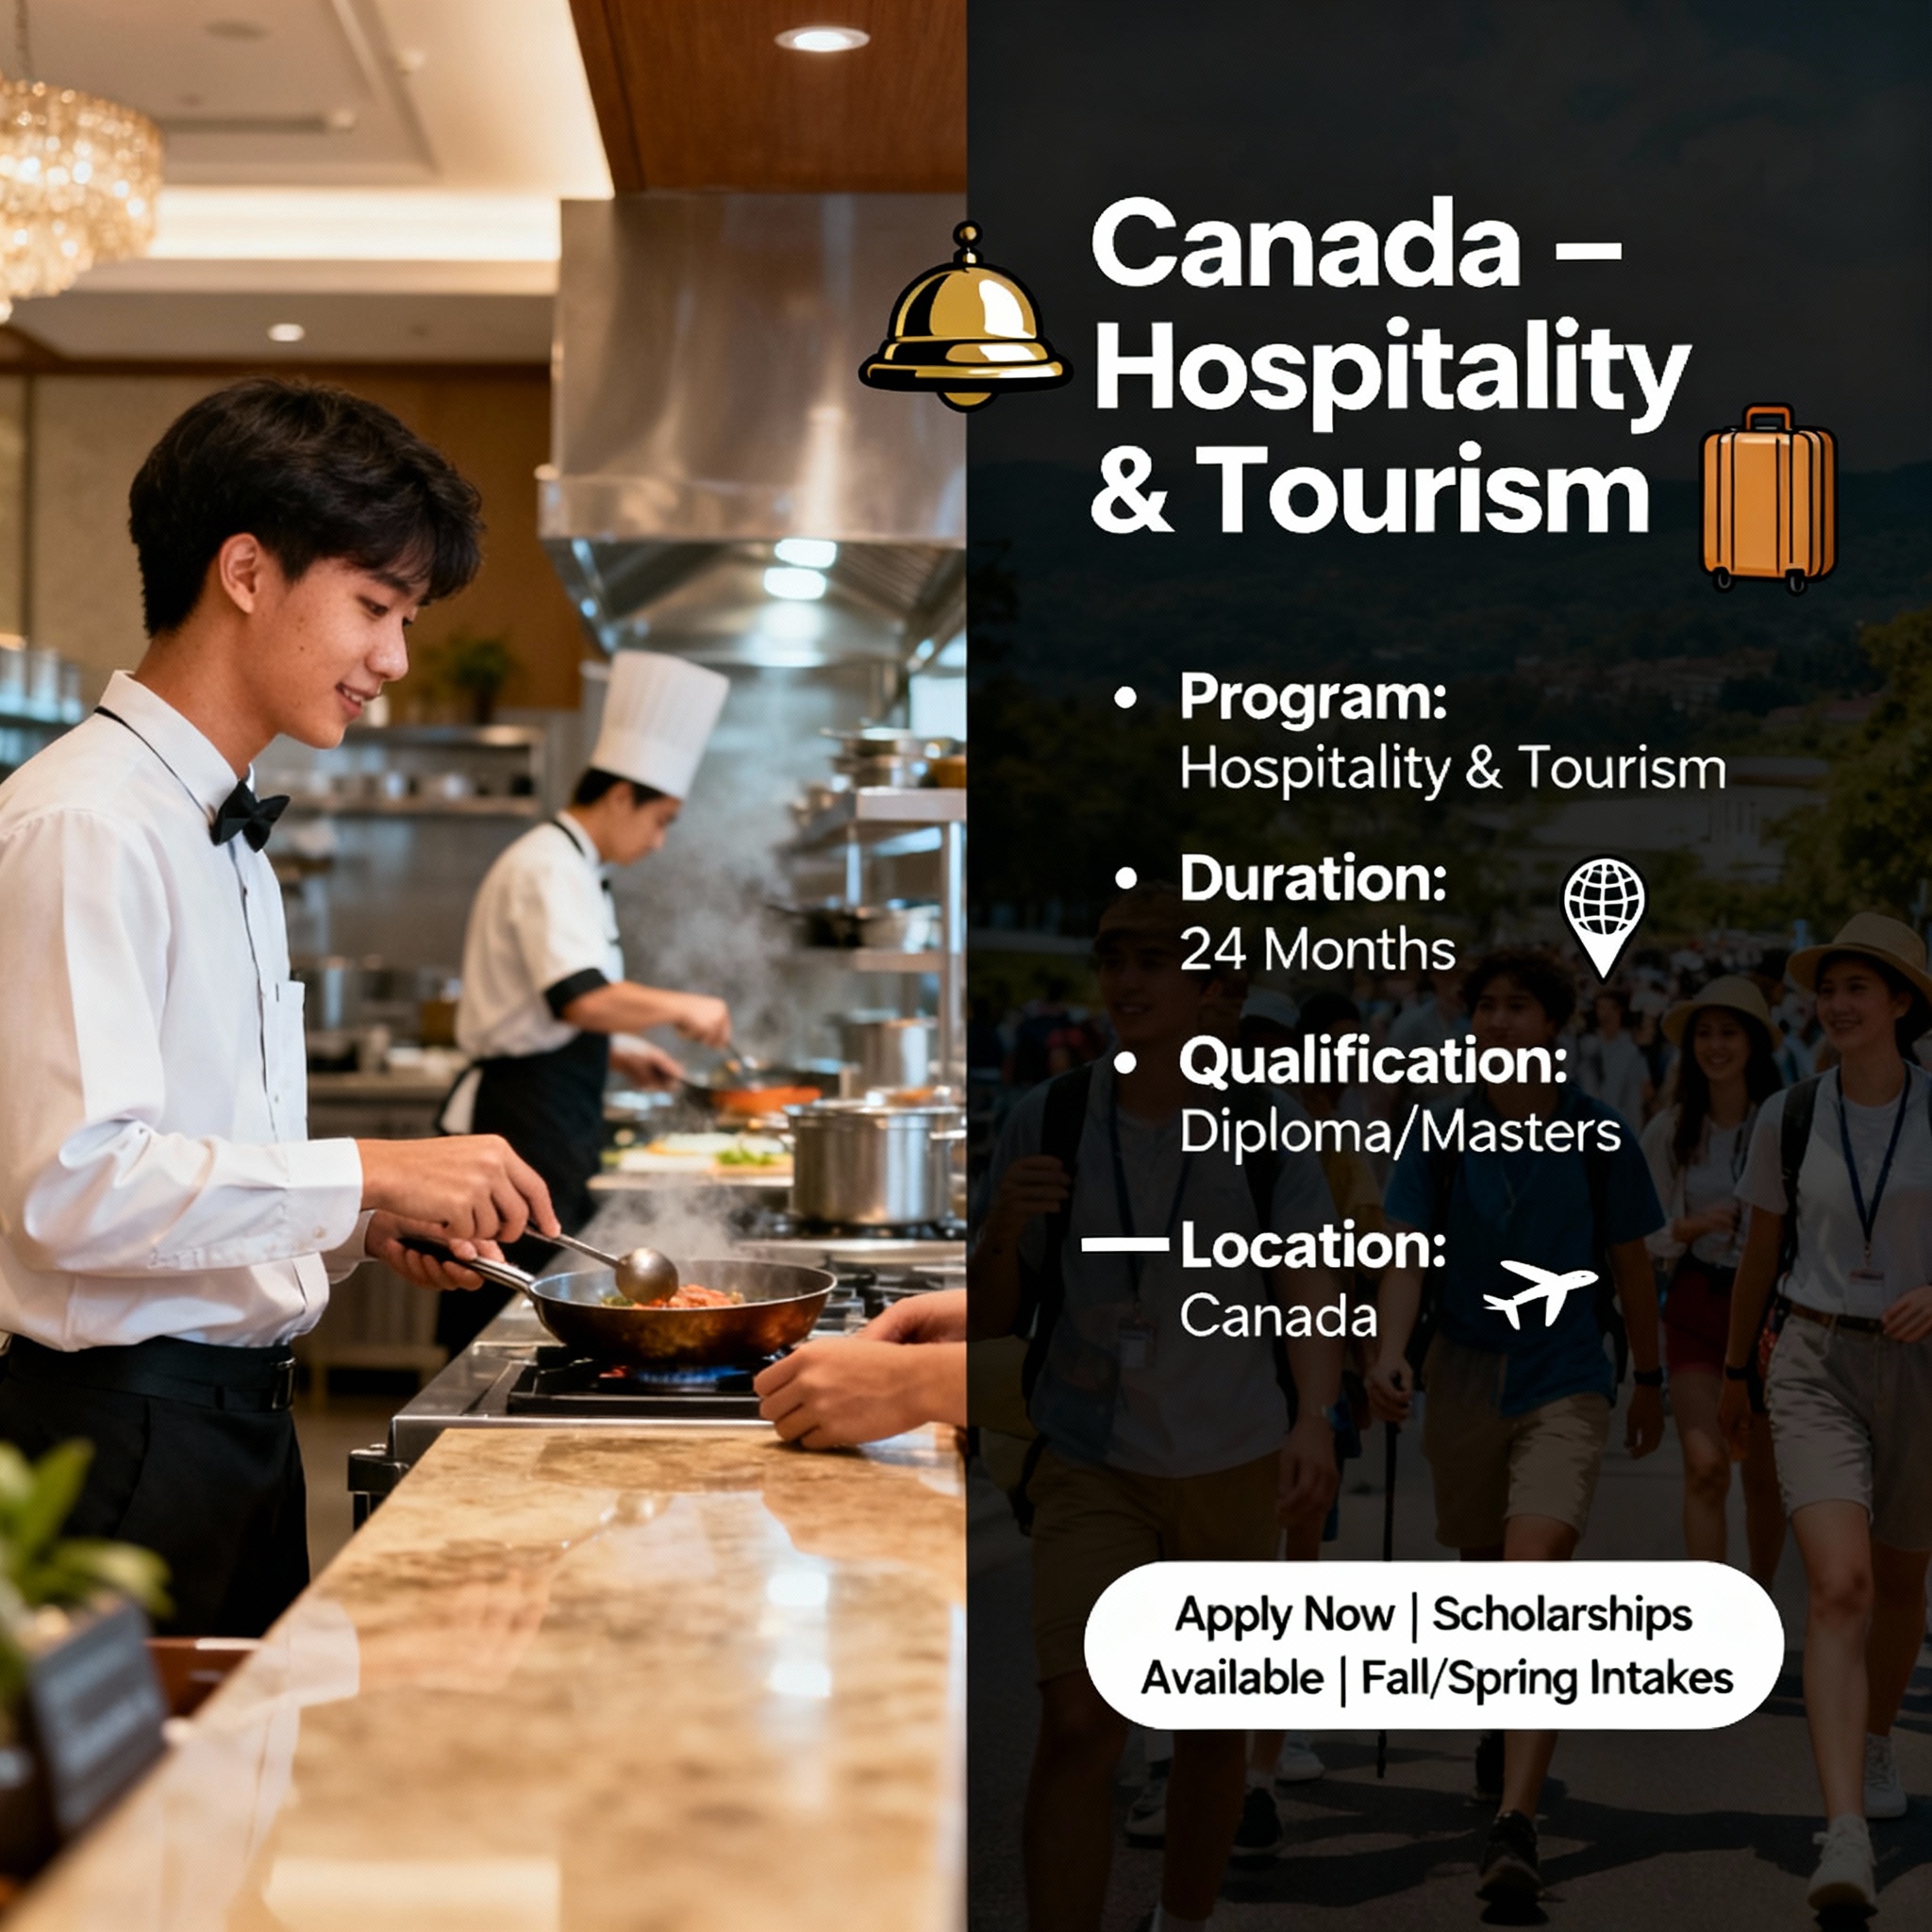 Canada –
Hospitality
& Tourism
• Program:
Hospitality & Tourism
• Duration:
24 Months
• Qualification:
Diploma/Masters
Location:
Canada
Apply Now | Scholarships
Available | Fall/Spring Intakes